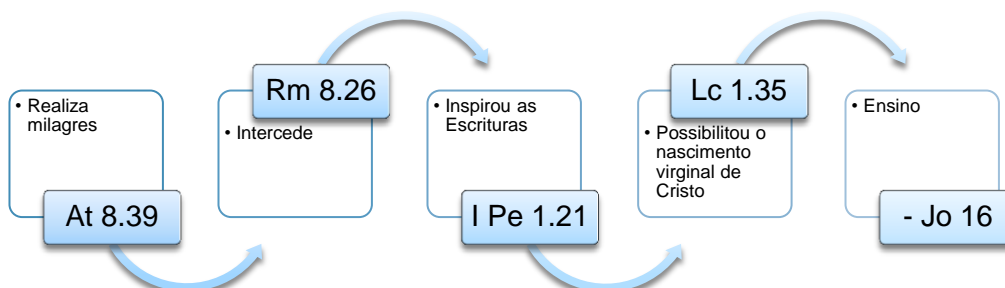 • Realiza
milagres
At 8.39
Rm 8.26
• Intercede
• Inspirou as
Escrituras
I Pe 1.21
Lc 1.35
• Possibilitou o
nascimento
virginal de
Cristo
• Ensino
- Jo 16